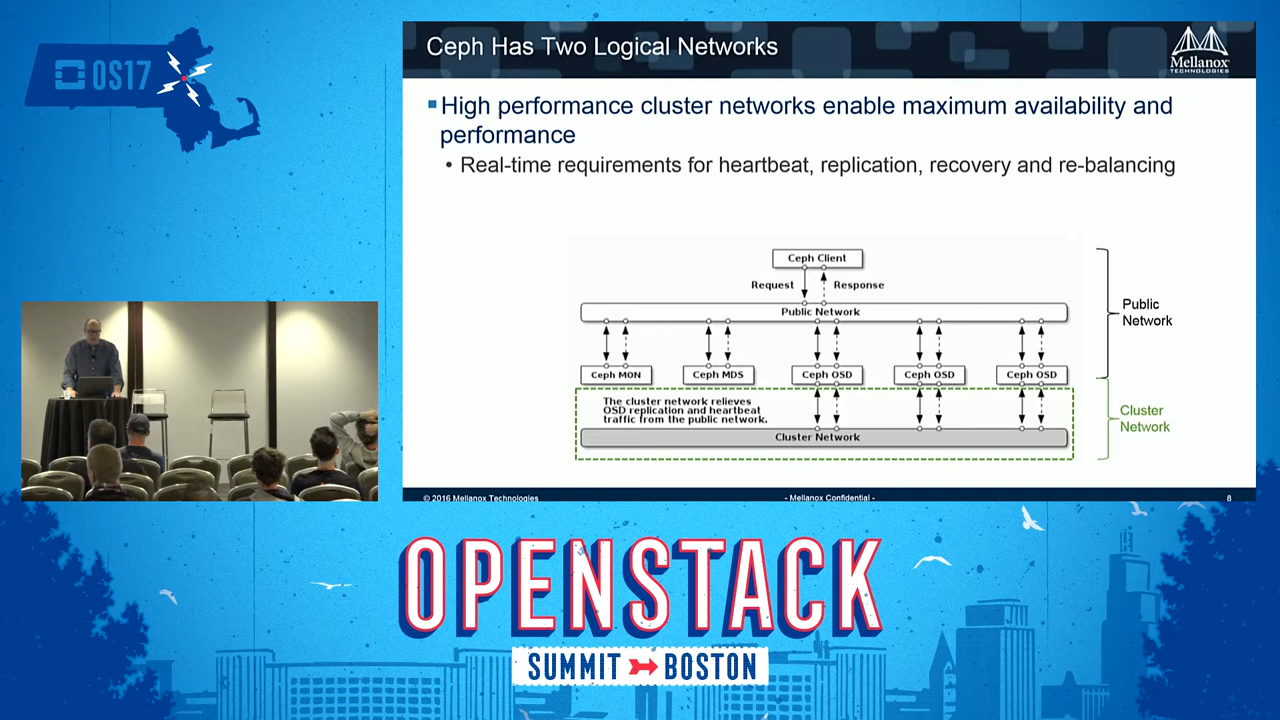 OS17
Ceph Has Two Logical Networks
Mellanox
TECHNOLOGIES
High performance cluster networks enable maximum availability and
performance
• Real-time requirements for heartbeat, replication, recovery and re-balancing
Ceph Client
Request
Response
Public Network
Ceph MON
Ceph MDS
Ceph OSD
Ceph OSD
Ceph OSD
The cluster network relieves
OSD replication and heartbeat
traffic from the public network.
Cluster Network
Public
Network
Cluster
Network
© 2016 Mellanox Technologies
- Mellanox Confidential -
8
OPENSTACK
SUMMIT BOSTON